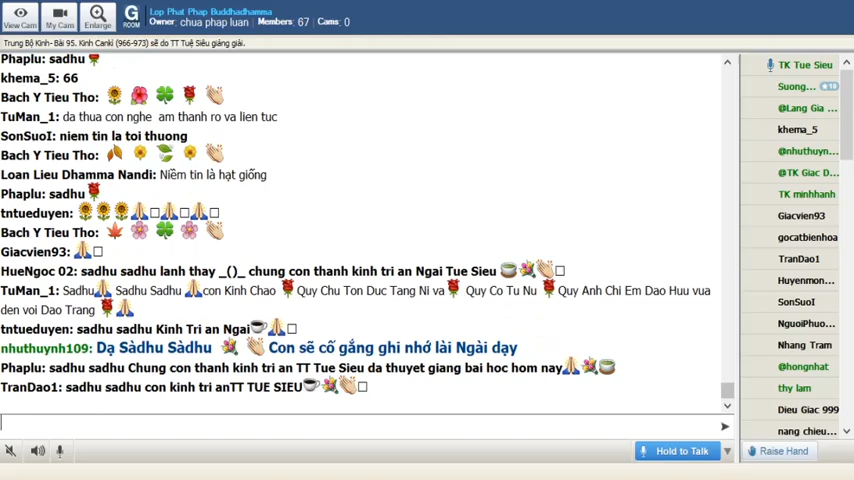 View Cam
My Cam
Enlarge
G
ROOM
Lop Phat Phap Buddhadhamma
Owner: chua phap luan Members: 67 Cams: 0
Trung Bộ Kinh- Bài 95. Kinh Canki (966-973) sẽ do TT Tuệ Siêu giảng giải.
Phaplu: sadhu
khema_5: 66
Bach Y Tieu Tho:
TuMan_1: da thua con nghe am thanh ro va lien tuc
SonSuoI: niem tin la toi thuong
Bach Y Tieu Tho:
Loan Lieu Dhamma Nandi: Niềm tin là hạt giống
Phaplu: sadhu
tntueduyen:
Bach Y Tieu Tho:
Giacvien93:
HueNgoc 02: sadhu sadhu lanh thay _()_ chung con thanh kinh tri an Ngai Tue Sieu
TuMan_1: Sadhu Sadhu Sadhu con Kinh Chao Quy Chu Ton Duc Tang Ni va Quy Co Tu Nu Quy Anh Chi Em Dao Huu vua
den voi Dao Trang
tntueduyen: sadhu sadhu Kinh Tri an Ngai
nhuthuynh109: Dạ Sàdhu Sàdhu Con sẽ cố gắng ghi nhớ lài Ngài dạy
Phaplu: sadhu sadhu Chung con thanh kinh tri an TT Tue Sieu da thuyet giang bai hoc hom nay
TranDao1: sadhu sadhu con kinh tri anTT TUE SIEU
Hold to Talk
TK Tue Sieu
Suong... 18
@Lang Gia ...
khema_5
@nhuthuyn...
@TK Giac D...
TK minhhanh
Giacvien93
gocatbienhoa
TranDao1
Huyenmon...
SonSuoI
NguoiPhuo...
Nhang Tram
@hongnhat
thy lam
Dieu Giac 999
nang chieu...
Raise Hand